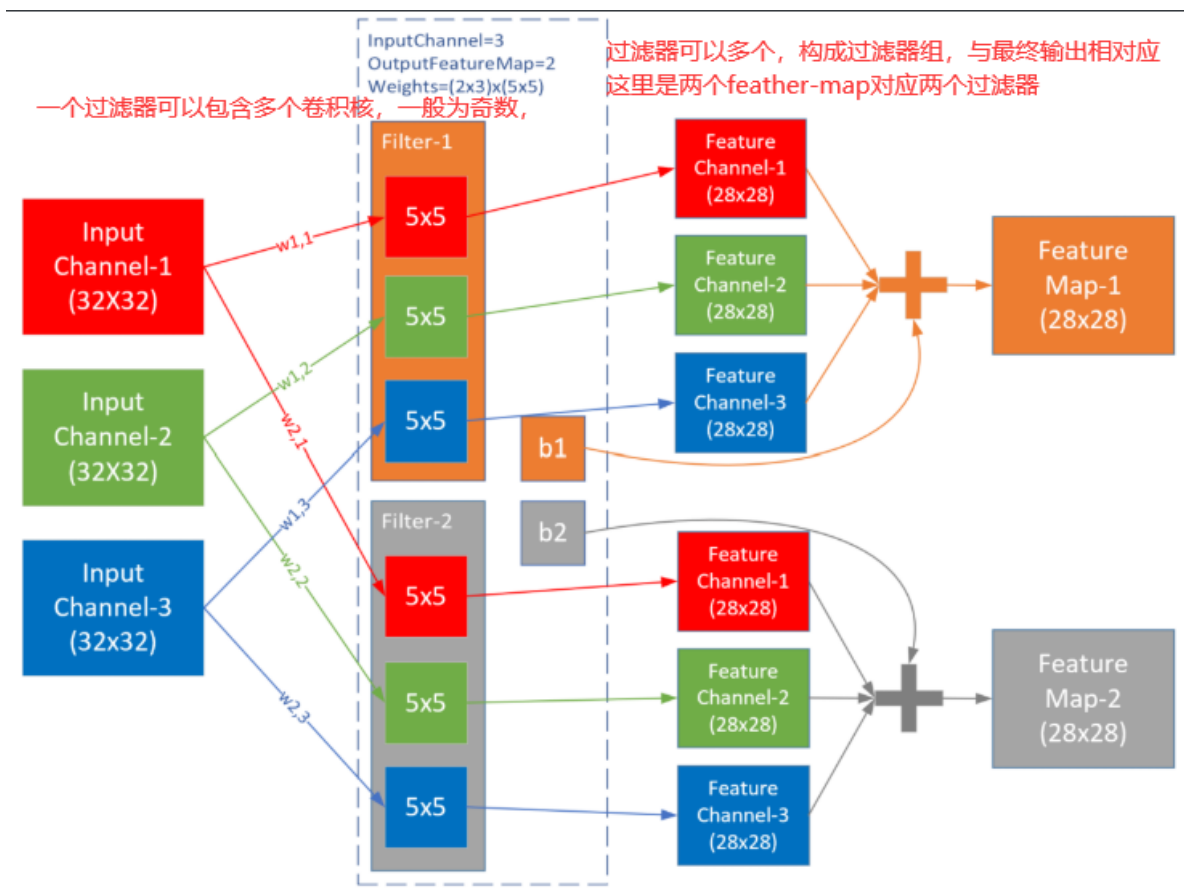 InputChannel=3
OutputFeatureMap=2
Weights=(2x3)x(5x5)
过滤器可以多个，构成过滤器组，与最终输出相对应
这里是两个feather-map对应两个过滤器
一个过滤器可以包含多个卷积核，一般为奇数，
Input
Channel-1
(32X32)
Input
Channel-2
(32X32)
Input
Channel-3
(32x32)
w1,1
w1,2
w2,1
w1,3
w2,2
w2,3
Filter-1
5x5
5x5
5x5
b1
Filter-2
b2
5x5
5x5
5x5
Feature
Channel-1
(28x28)
Feature
Channel-2
(28x28)
Feature
Channel-3
(28x28)
Feature
Map-1
(28x28)
Feature
Channel-1
(28x28)
Feature
Channel-2
(28x28)
Feature
Channel-3
(28x28)
Feature
Map-2
(28x28)